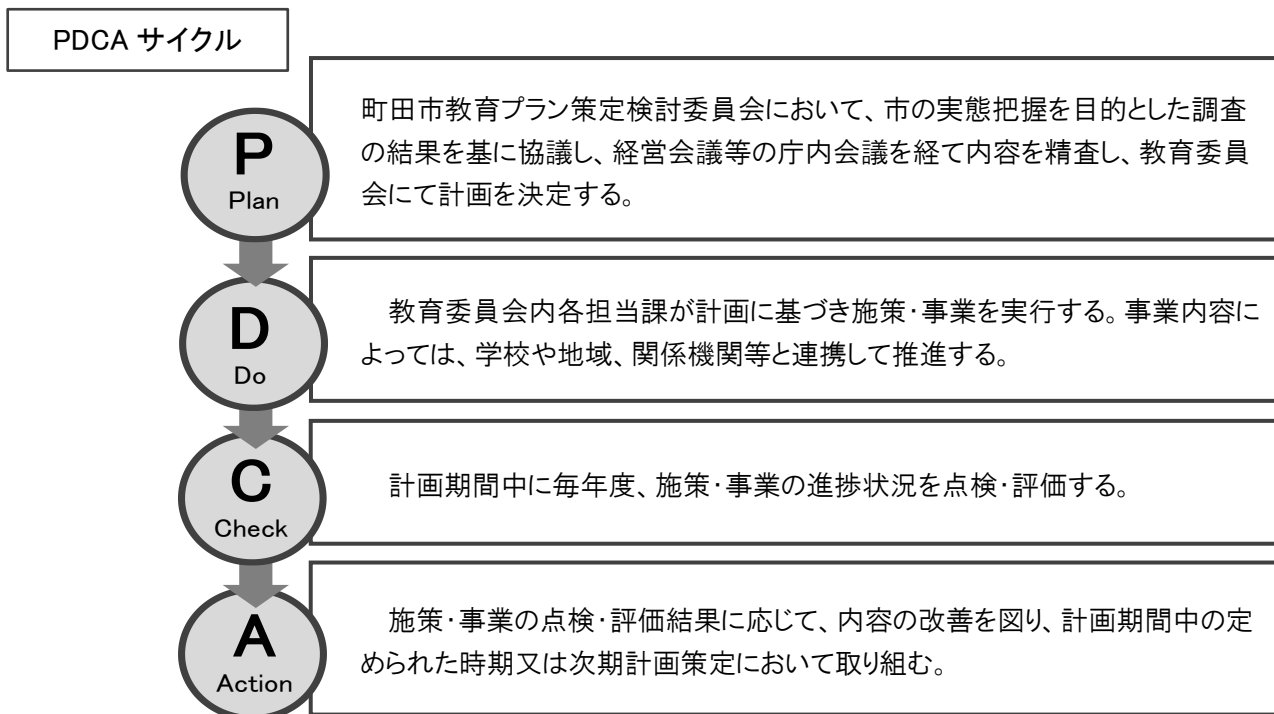 PDCA サイクル
P
Plan
町田市教育プラン策定検討委員会において、市の実態把握を目的とした調査
の結果を基に協議し、経営会議等の庁内会議を経て内容を精査し、教育委員
会にて計画を決定する。
D
Do
教育委員会内各担当課が計画に基づき施策・事業を実行する。事業内容に
よっては、学校や地域、関係機関等と連携して推進する。
C
Check
計画期間中に毎年度、施策・事業の進捗状況を点検・評価する。
A
Action
施策・事業の点検・評価結果に応じて、内容の改善を図り、計画期間中の定
められた時期又は次期計画策定において取り組む。